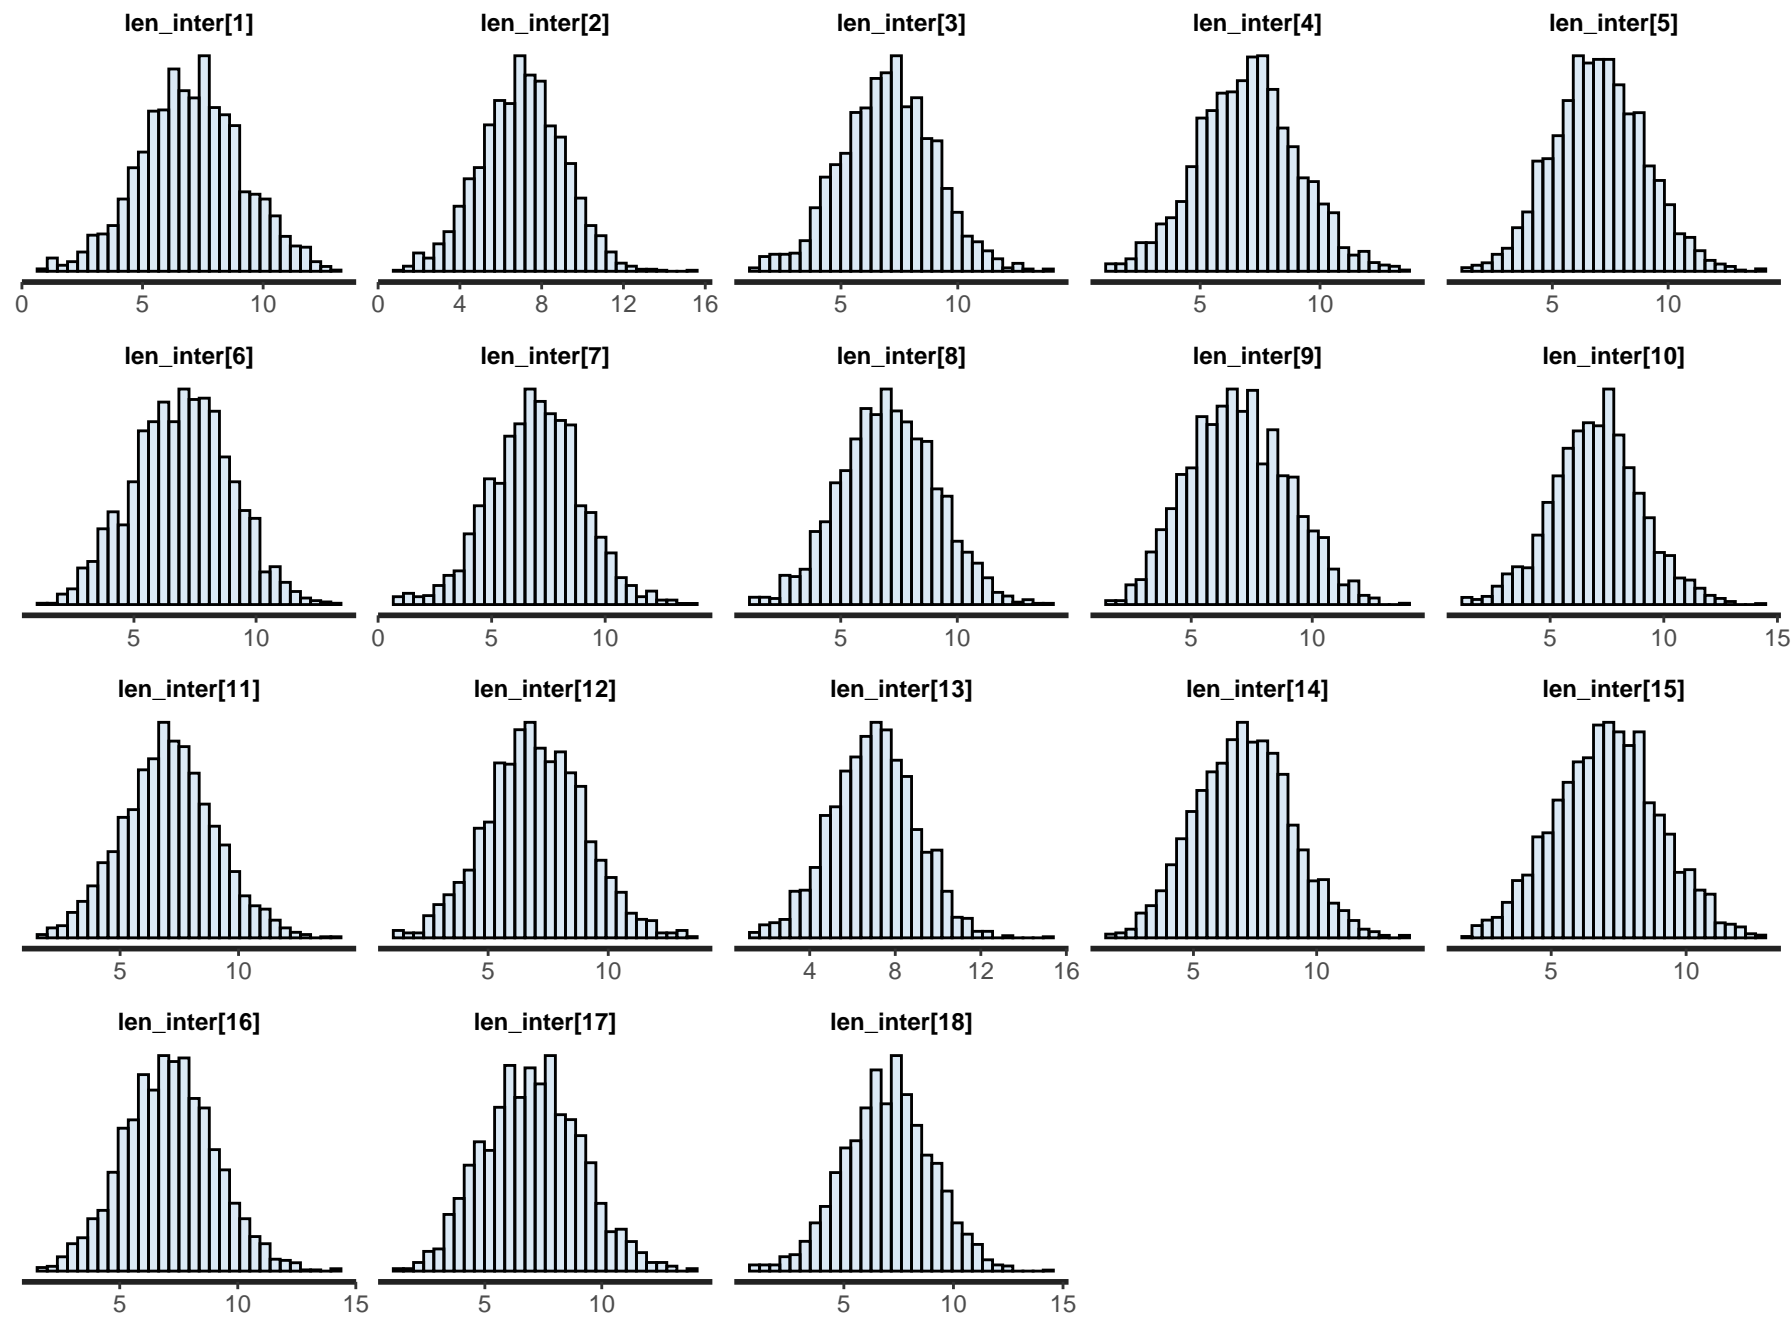 len_inter[1] len_inter[2] len_inter[3] len_inter[4] len_inter[5]
0 5 10 0 4 8 12 16 5 10 5 10 5 10
len_inter[6] len_inter[7] len_inter[8] len_inter[9] len_inter[10]
5 10 0 5 10 5 10 5 10 5 10 15
len_inter[11] len_inter[12] len_inter[13] len_inter[14] len_inter[15]
5 10 5 10 4 8 12 16 5 10 5 10
len_inter[16] len_inter[17] len_inter[18]
5 10 15 5 10 5 10 15